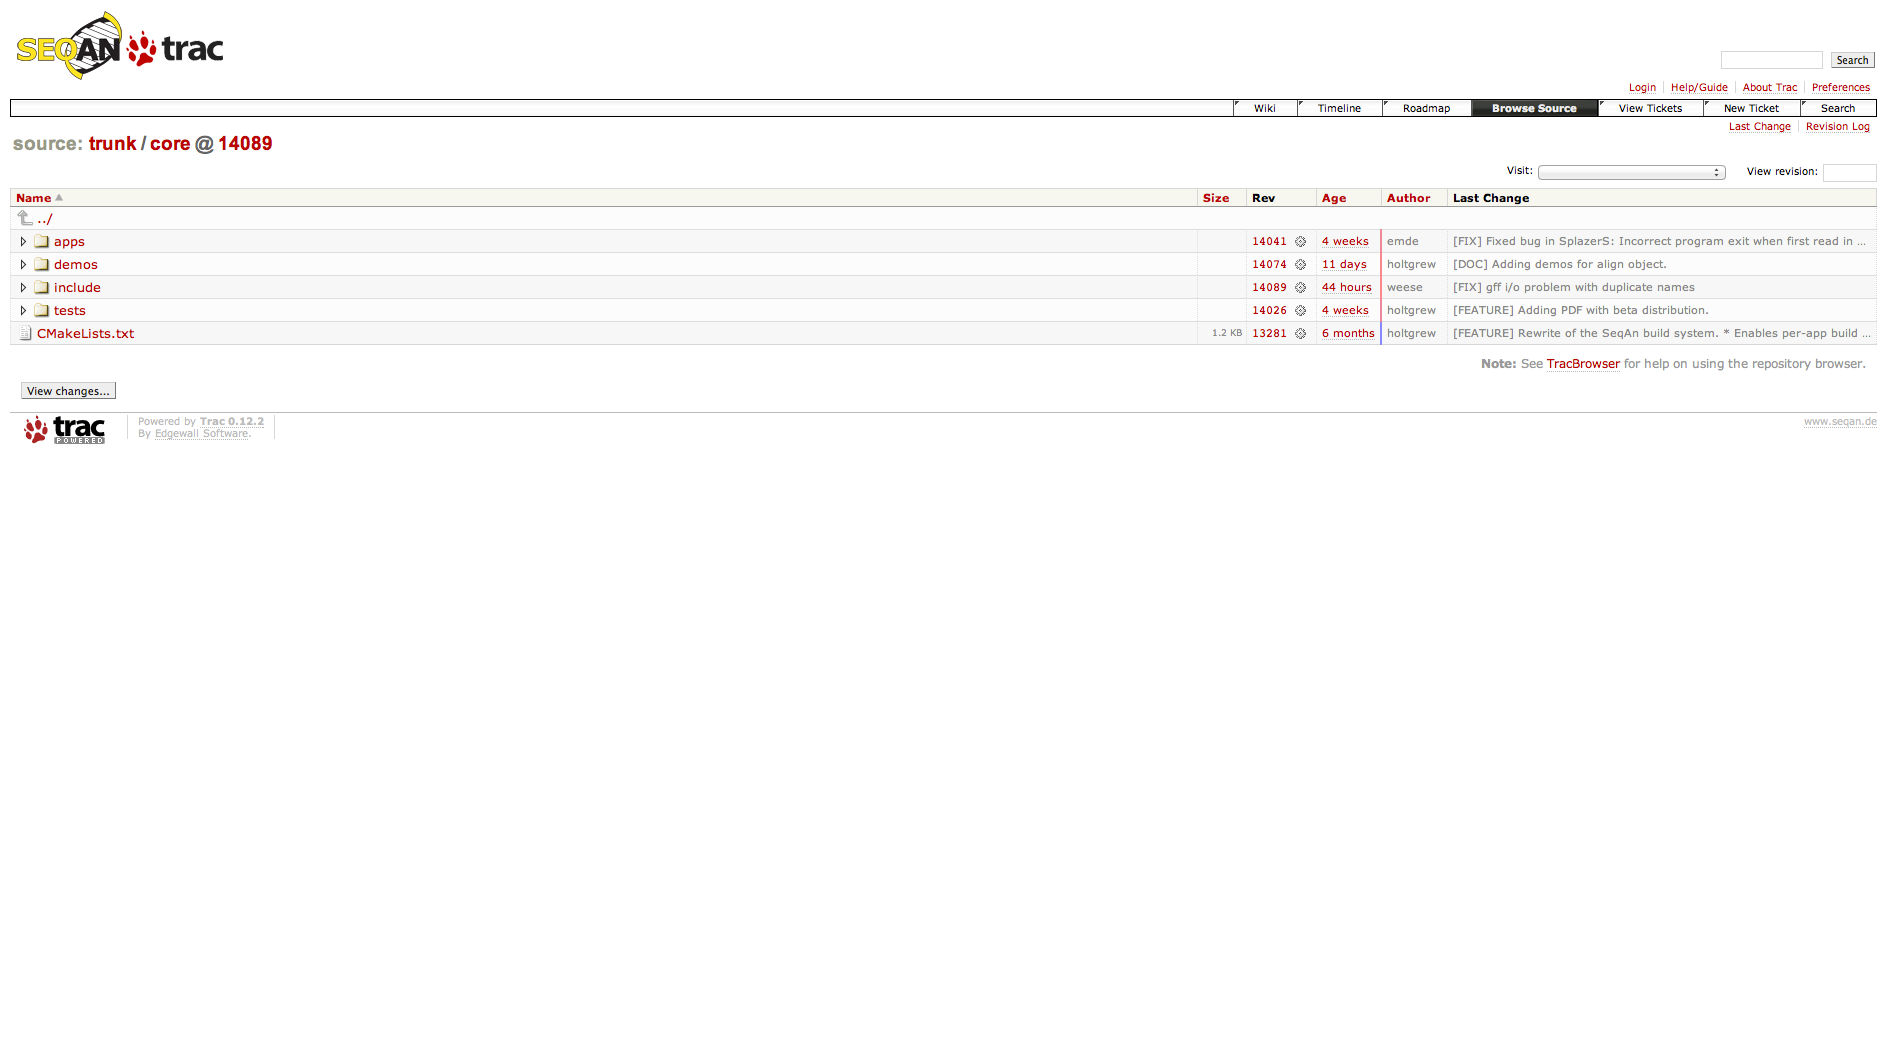 SEQAN trac
Search
Login Help/Guide About Trac Preferences
Wiki Timeline Roadmap Browse Source View Tickets New Ticket Search
Last Change Revision Log
source: trunk / core @ 14089
Visit: View revision:
Name Size Rev Age Author Last Change
../
apps 14041 4 weeks emde [FIX] Fixed bug in SplazerS: Incorrect program exit when first read in …
demos 14074 11 days holtgrew [DOC] Adding demos for align object.
include 14089 44 hours weese [FIX] gff i/o problem with duplicate names
tests 14026 4 weeks holtgrew [FEATURE] Adding PDF with beta distribution.
CMakeLists.txt 1.2 KB 13281 6 months holtgrew [FEATURE] Rewrite of the SeqAn build system. * Enables per-app build …
Note: See TracBrowser for help on using the repository browser.
View changes...
trac POWERED
Powered by Trac 0.12.2
By Edgewall Software.
www.seqan.de